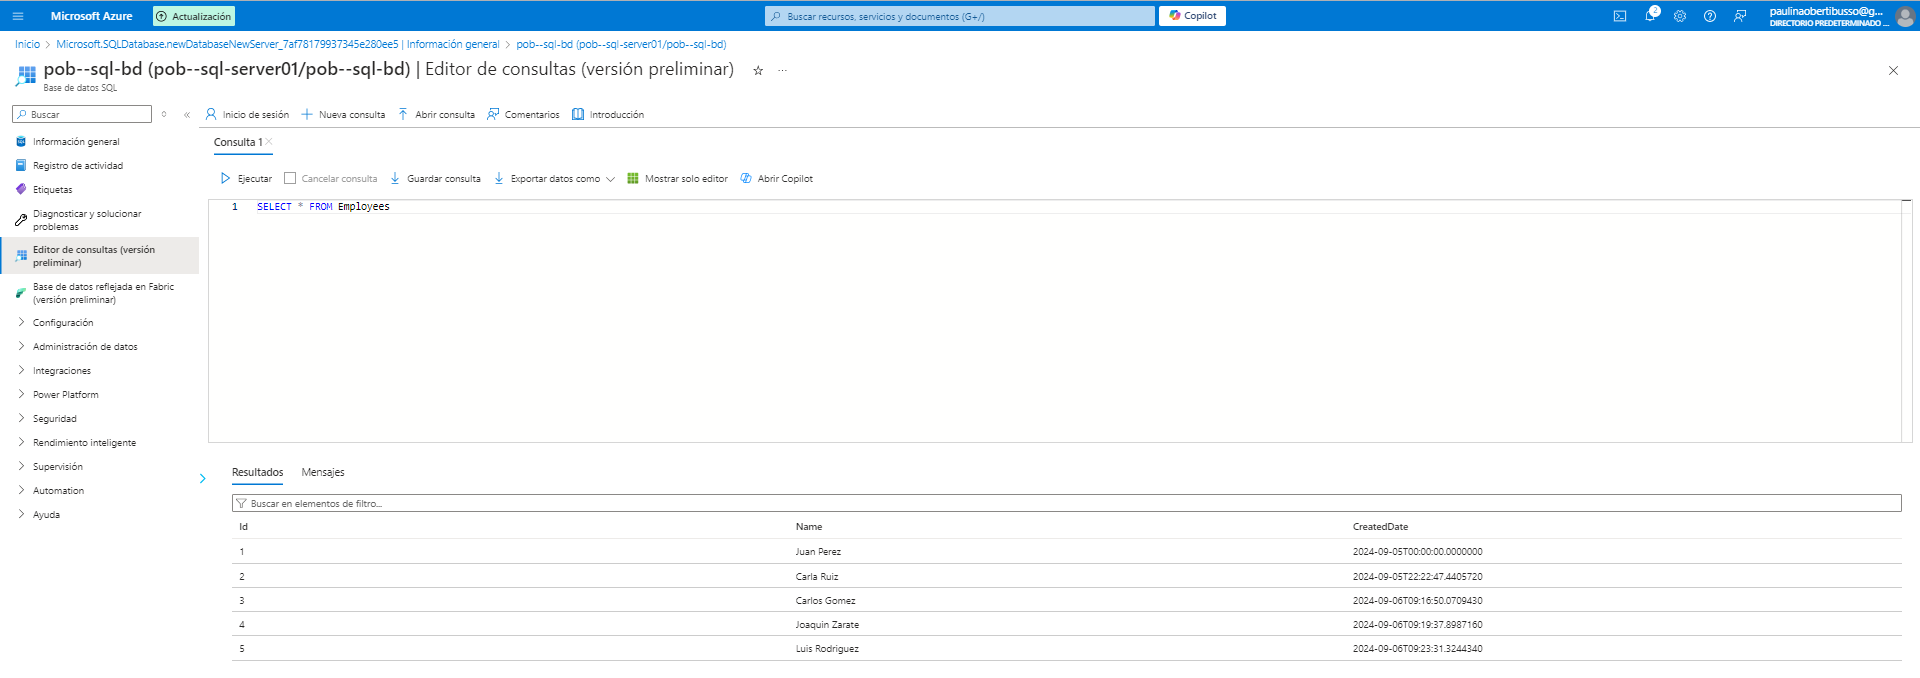 Microsoft Azure
Actualización
Buscar recursos, servicios y documentos (G+/)
Copilot
2
paulinaobertibusso@g...
DIRECTORIO PREDETERMINADO ...
Inicio > Microsoft.SQLDatabase.newDatabaseNewServer_7af78179937345e280ee5 | Información general > pob--sql-bd (pob--sql-server01/pob--sql-bd)
pob--sql-bd (pob--sql-server01/pob--sql-bd) | Editor de consultas (versión preliminar)
Base de datos SQL
Buscar
Inicio de sesión
Nueva consulta
Abrir consulta
Comentarios
Introducción
Información general
Registro de actividad
Etiquetas
Diagnosticar y solucionar
problemas
Editor de consultas (versión
preliminar)
Base de datos reflejada en Fabric
(versión preliminar)
Configuración
Administración de datos
Integraciones
Power Platform
Seguridad
Rendimiento inteligente
Supervisión
Automation
Ayuda
Consulta 1
Ejecutar
Cancelar consulta
Guardar consulta
Exportar datos como
Mostrar solo editor
Abrir Copilot
1 SELECT * FROM Employees
Resultados
Mensajes
Buscar en elementos de filtro...
Id Name CreatedDate
1 Juan Perez 2024-09-05T00:00:00.0000000
2 Carla Ruiz 2024-09-05T22:22:47.4405720
3 Carlos Gomez 2024-09-06T09:16:50.0709430
4 Joaquin Zarate 2024-09-06T09:19:37.8987160
5 Luis Rodriguez 2024-09-06T09:23:31.3244340